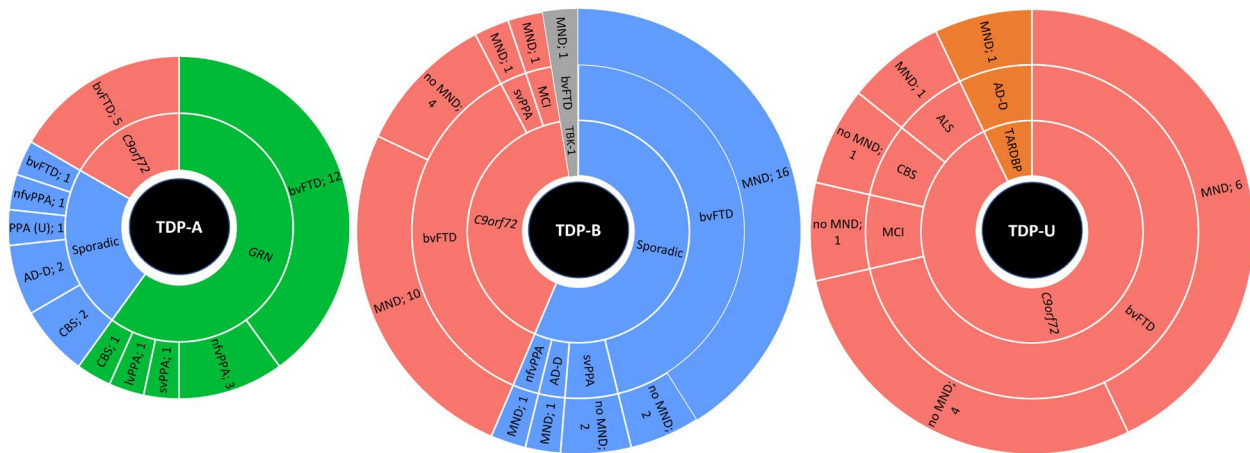 TDP-A
GRN
bvFTD; 12
nfvPPA; 3
svPPA; 1
lvPPA; 1
CBS; 1
Sporadic
CBS; 2
AD-D; 2
PPA (U); 1
nfvPPA; 1
bvFTD; 1
C9orf72
bvFTD; 5
TDP-B
Sporadic
bvFTD
MND; 16
no MND;
2
svPPA
no MND;
2
AD-D
MND; 1
nfvPPA
MND; 1
C9orf72
bvFTD
MND; 10
no MND;
4
svPPA
MND; 1
MCI
MND; 1
TBK-1
bvFTD
MND; 1
TDP-U
C9orf72
bvFTD
MND; 6
no MND;
4
MCI
no MND;
1
CBS
no MND;
1
ALS
MND; 1
TARDBP
AD-D
MND; 1